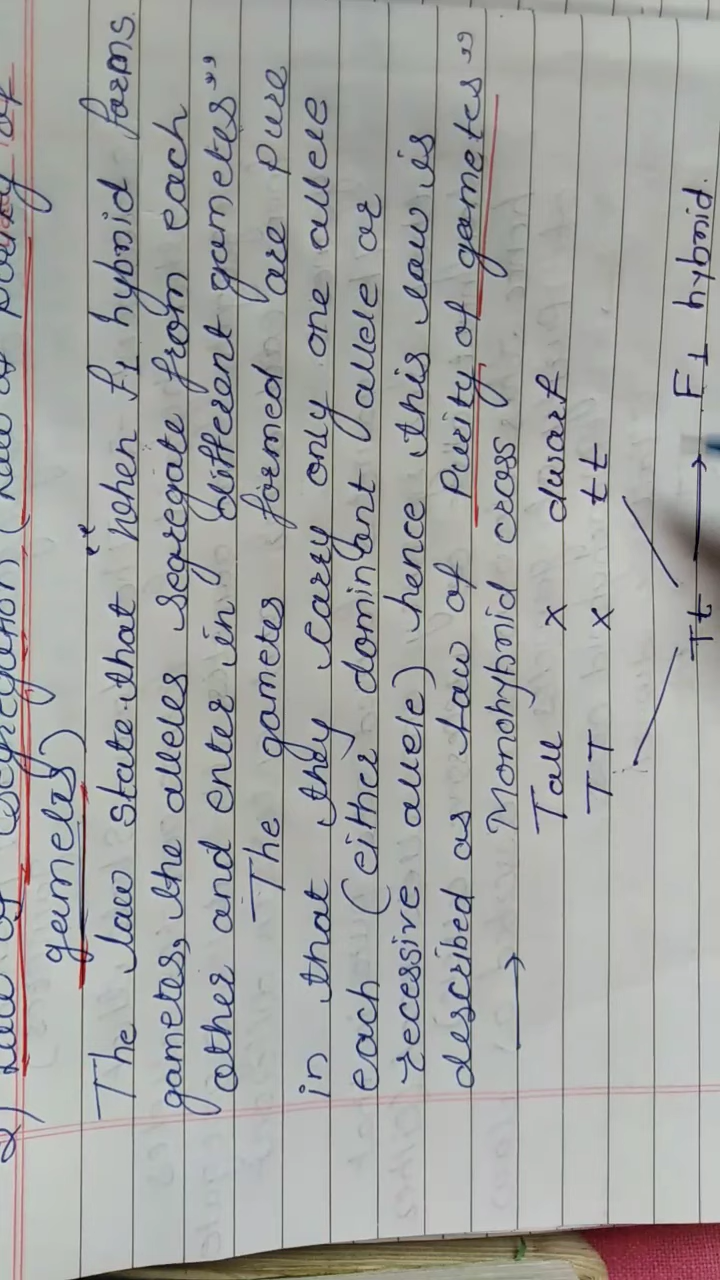 2) Law of Segregation (Law of Purity of
gametes)
The law state that "when F1 hybrid forms
gametes, the alleles segregate from each
other and enter in different gametes"
The gametes formed are pure
in that they carry only one allele
each (either dominant allele or
recessive allele) hence this law is
described as law of Purity of gametes"
→ Monohybrid cross
Tall x dwarf
TT x tt
Tt → F1 hybrid.